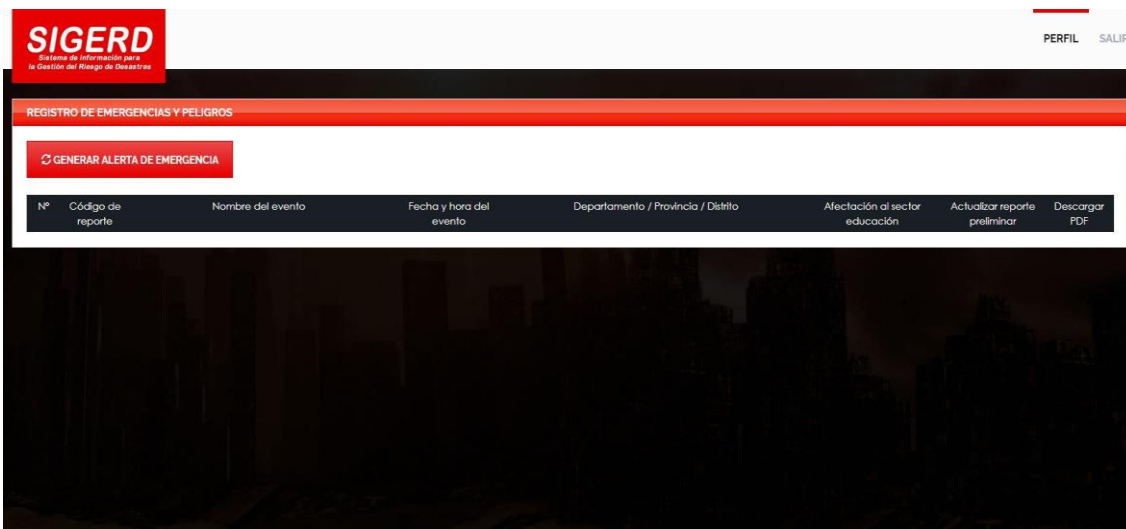 SIGERD
Sistema de Información para
la Gestión del Riesgo de Desastres
PERFIL SALIR
REGISTRO DE EMERGENCIAS Y PELIGROS
GENERAR ALERTA DE EMERGENCIA
Nº Código de reporte Nombre del evento Fecha y hora del evento Departamento / Provincia / Distrito Afectación al sector educación Actualizar reporte preliminar Descargar PDF